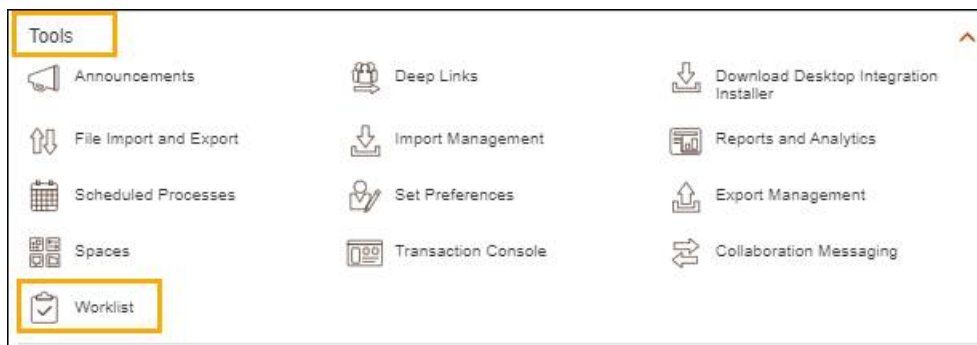 Tools
Announcements
Deep Links
Download Desktop Integration
Installer
File Import and Export
Import Management
Reports and Analytics
Scheduled Processes
Set Preferences
Export Management
Spaces
Transaction Console
Collaboration Messaging
Worklist